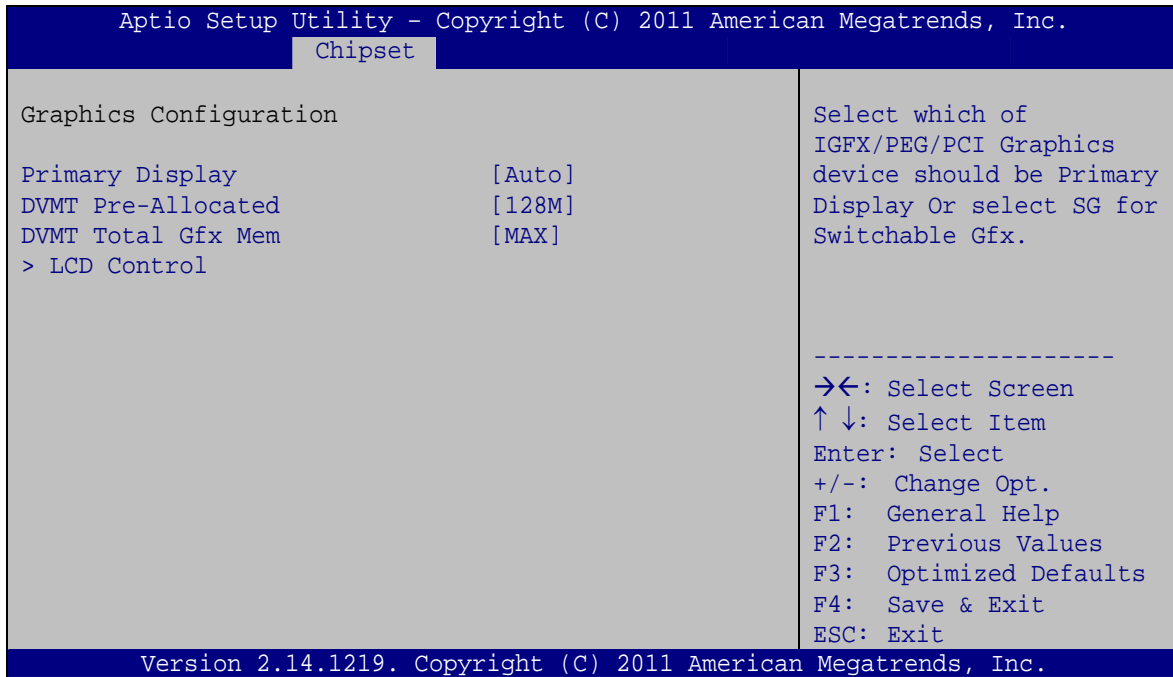 Aptio Setup Utility – Copyright (C) 2011 American Megatrends, Inc.
Chipset
Graphics Configuration
Primary Display [Auto]
DVMT Pre-Allocated [128M]
DVMT Total Gfx Mem [MAX]
> LCD Control
Select which of
IGFX/PEG/PCI Graphics
device should be Primary
Display Or select SG for
Switchable Gfx.
---------------------
→←: Select Screen
↑ ↓: Select Item
Enter: Select
+/-: Change Opt.
F1: General Help
F2: Previous Values
F3: Optimized Defaults
F4: Save & Exit
ESC: Exit
Version 2.14.1219. Copyright (C) 2011 American Megatrends, Inc.